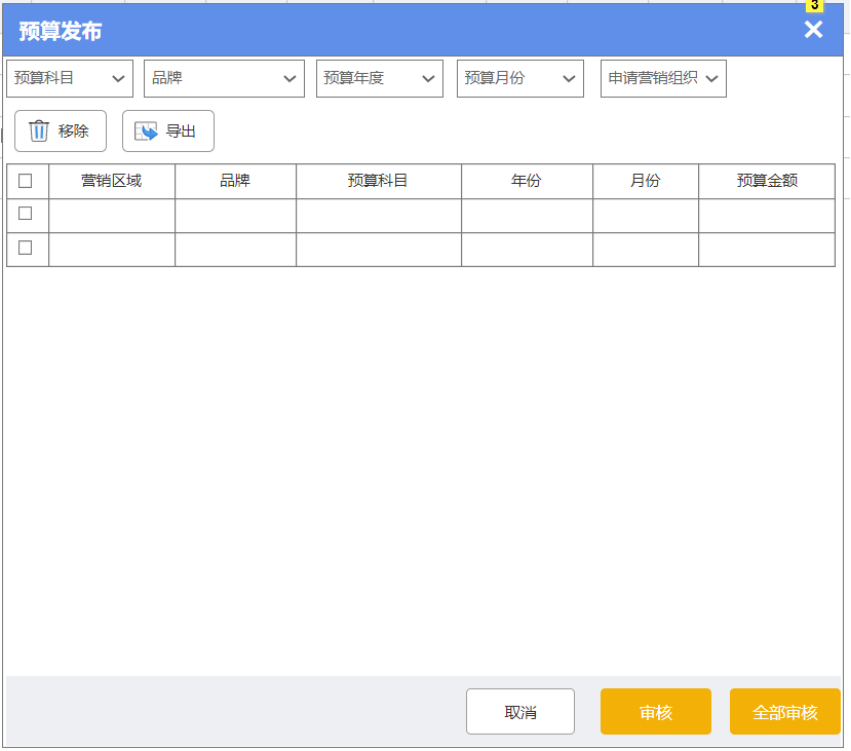 3
预算发布
预算科目 品牌 预算年度 预算月份 申请营销组织
移除 导出
营销区域 品牌 预算科目 年份 月份 预算金额
取消 审核 全部审核